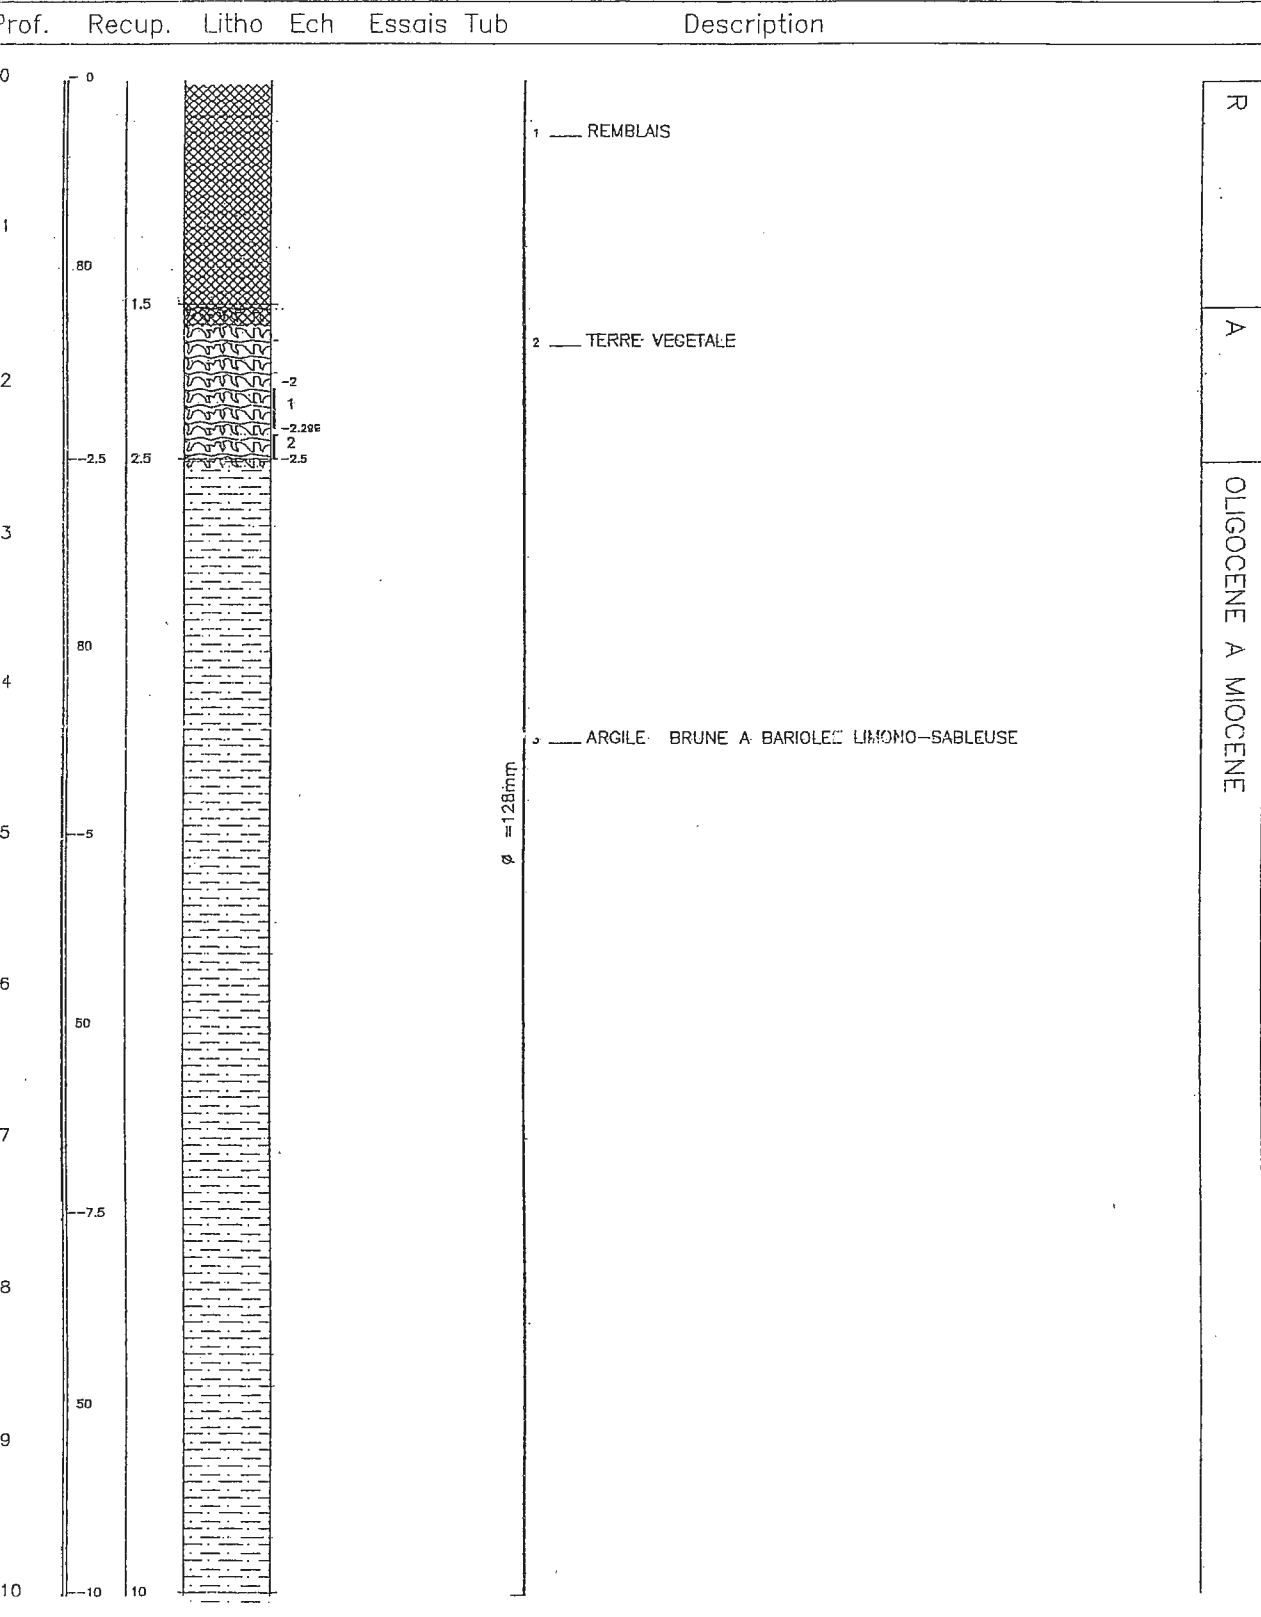 Prof. Recup. Litho Ech Essais Tub Description
0 - 0
R
1 REMBLAIS
1
80
1.5
A
2 TERRE VEGETALE
2
-2
1
-2.299
2
--2.5 2.5 -2.5
OLIGOCENE A MIOCENE
3
80
4
3 ARGILE BRUNE A BARIOLEE LIMONO-SABLEUSE
ø =128mm
5 --5
6
50
7
--7.5
8
50
9
10 --10 10